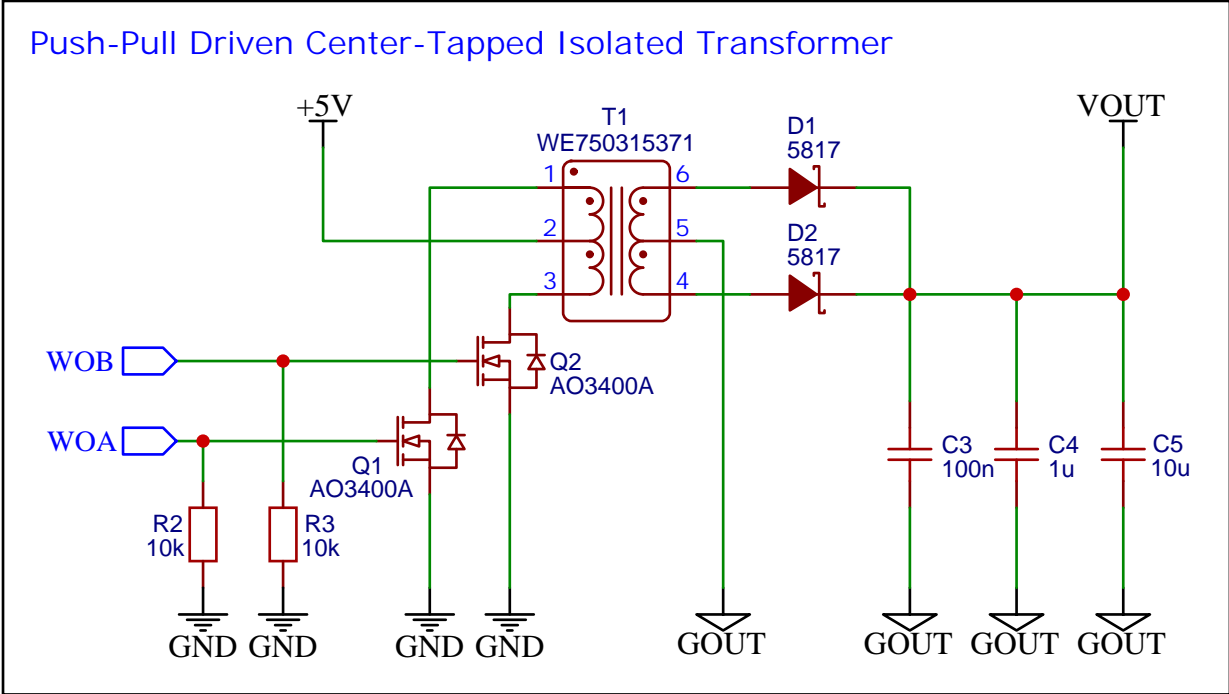 Push-Pull Driven Center-Tapped Isolated Transformer
+5V
T1
WE750315371
D1
5817
VOUT
1
6
2
5
D2
5817
3
4
WOB
Q2
AO3400A
WOA
Q1
AO3400A
C3
100n
C4
1u
C5
10u
R2
10k
R3
10k
GND
GND
GND
GND
GOUT
GOUT
GOUT
GOUT